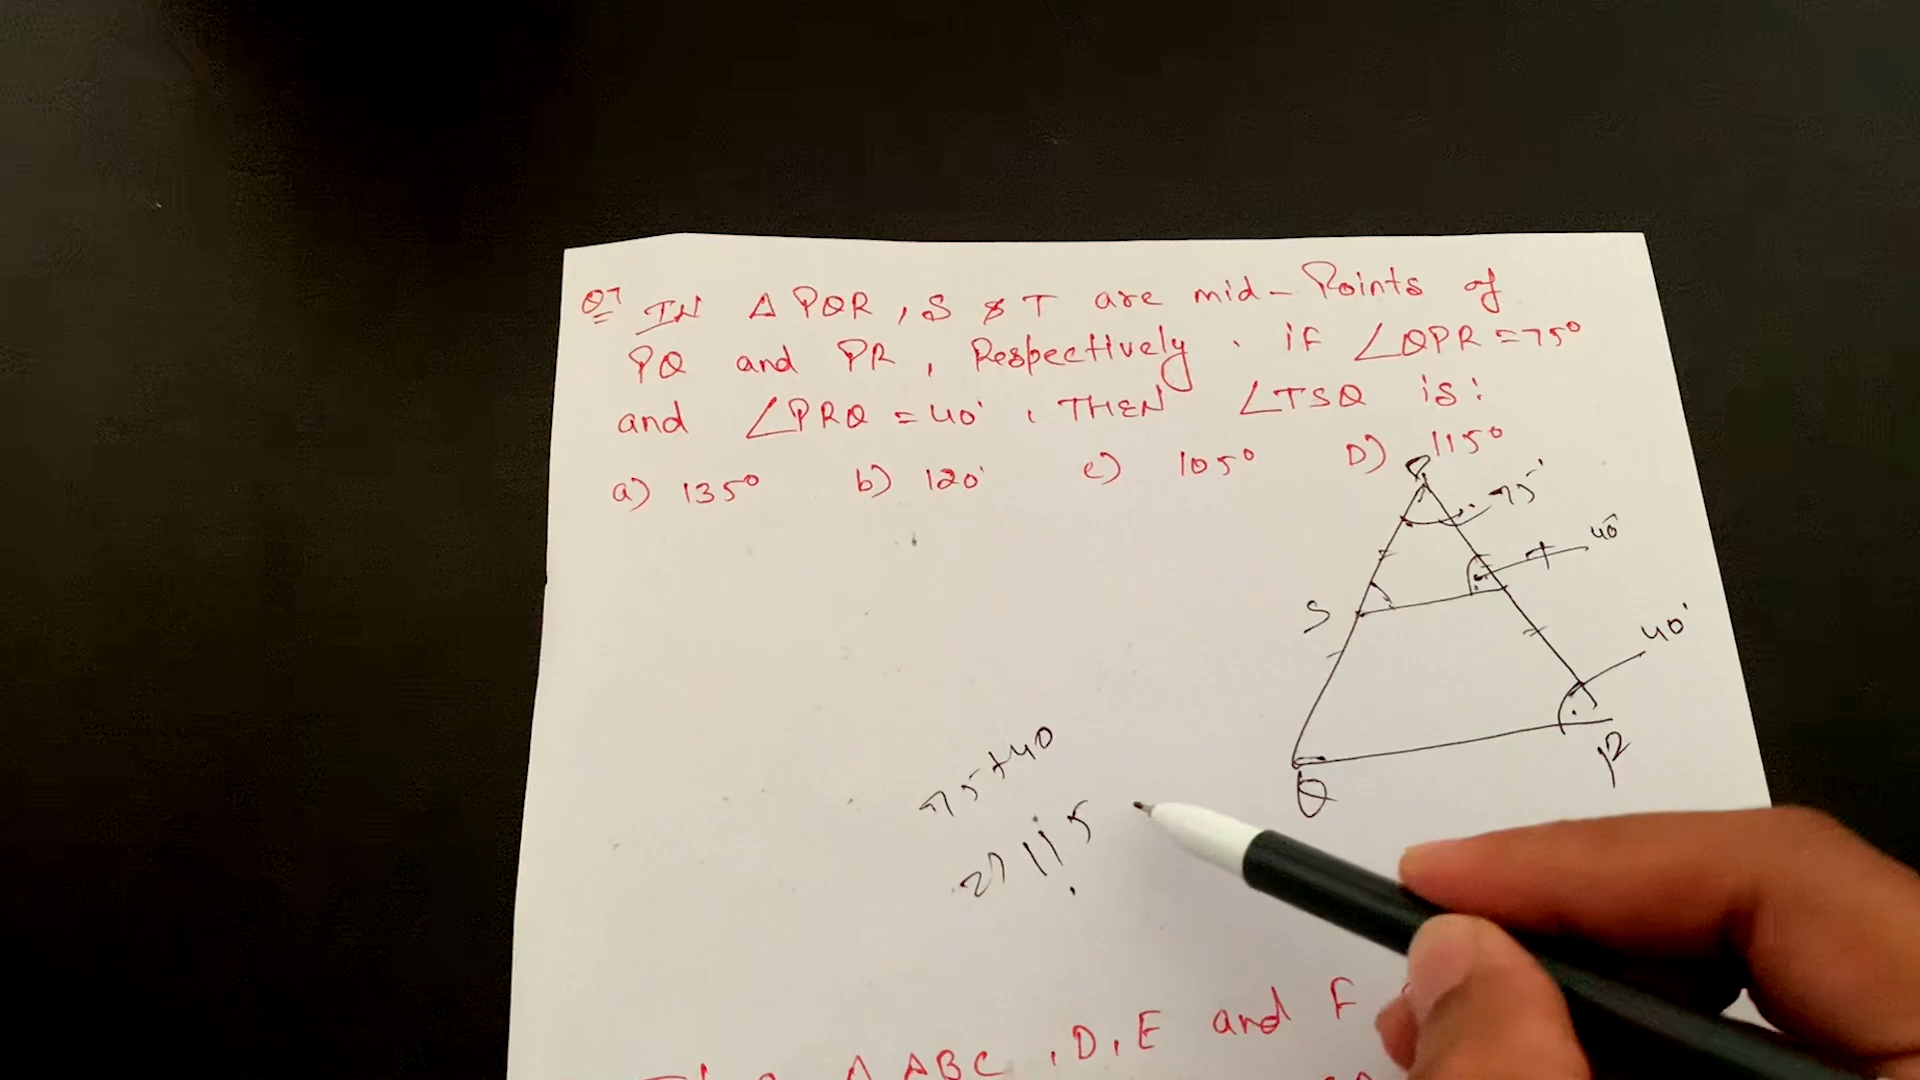 Q7 IN Δ PQR, S & T are mid-Points of
PQ and PR, Respectively. if ∠QPR = 75°
and ∠PRQ = 40°, THEN ∠TSQ is:
a) 135° b) 120° c) 105° D) 115°
P
75°
40°
S
40°
R
Q
75+40
115
Δ ABC, D, E and F